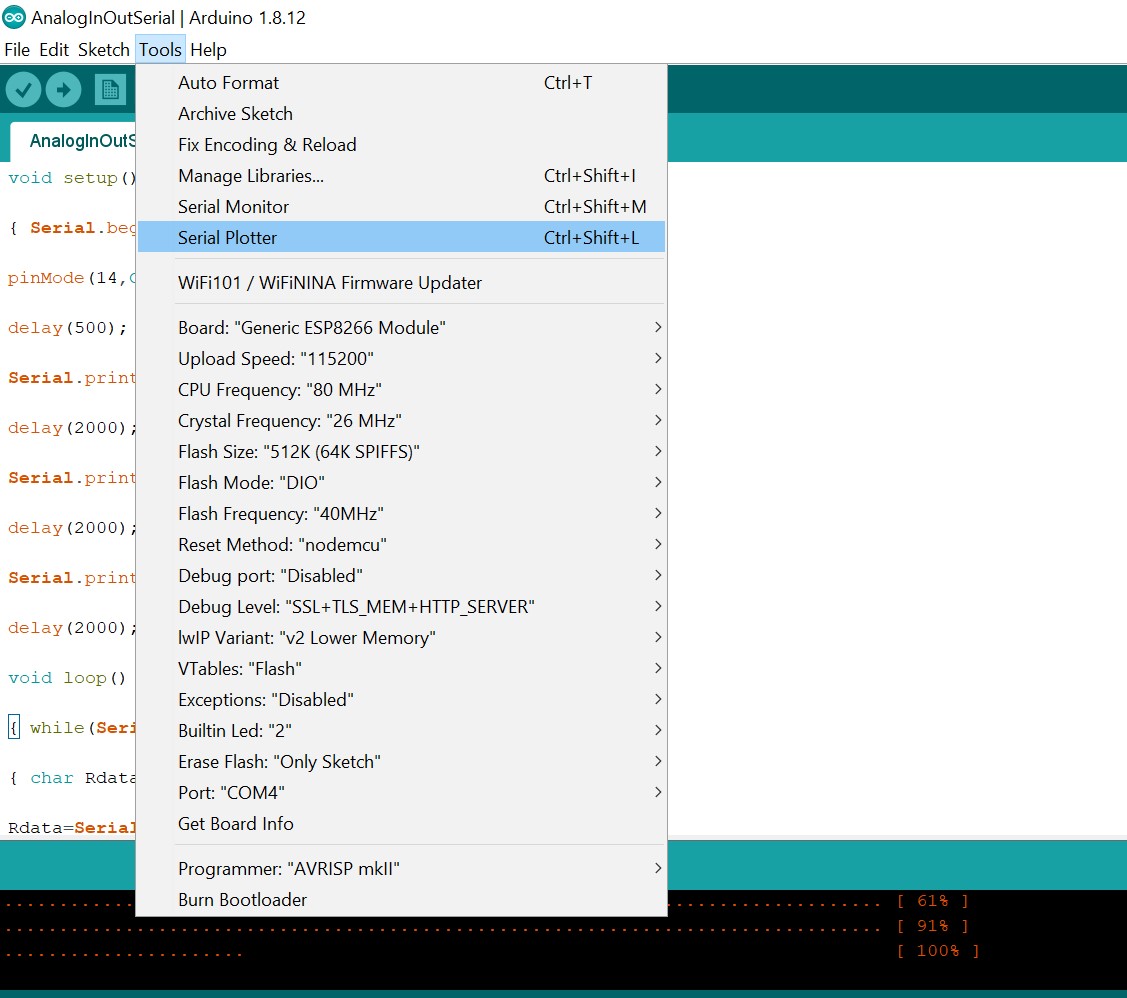 AnalogInOutSerial | Arduino 1.8.12
File Edit Sketch Tools Help
Auto Format Ctrl+T
Archive Sketch
Fix Encoding & Reload
Manage Libraries... Ctrl+Shift+I
Serial Monitor Ctrl+Shift+M
Serial Plotter Ctrl+Shift+L
WiFi101 / WiFiNINA Firmware Updater
Board: "Generic ESP8266 Module"
Upload Speed: "115200"
CPU Frequency: "80 MHz"
Crystal Frequency: "26 MHz"
Flash Size: "512K (64K SPIFFS)"
Flash Mode: "DIO"
Flash Frequency: "40MHz"
Reset Method: "nodemcu"
Debug port: "Disabled"
Debug Level: "SSL+TLS_MEM+HTTP_SERVER"
lwIP Variant: "v2 Lower Memory"
VTables: "Flash"
Exceptions: "Disabled"
Builtin Led: "2"
Erase Flash: "Only Sketch"
Port: "COM4"
Get Board Info
Programmer: "AVRISP mkII"
Burn Bootloader
AnalogInOutS
void setup()
{ Serial.beg
pinMode(14,
delay(500);
Serial.print
delay(2000);
Serial.print
delay(2000);
Serial.print
delay(2000);
void loop()
{ while(Seri
{ char Rdata
Rdata=Serial
[ 61% ]
[ 91% ]
[ 100% ]